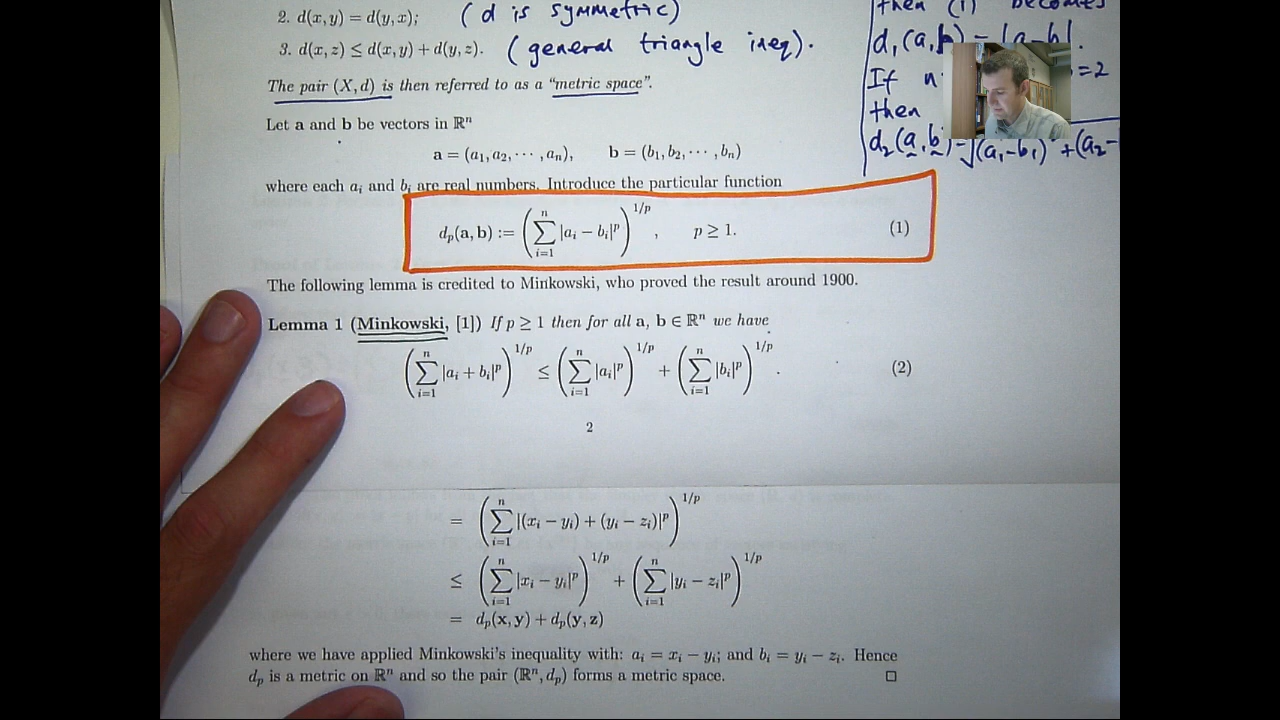 2. d(x, y) = d(y, x); (d is symmetric)
3. d(x, z) ≤ d(x, y) + d(y, z). (general triangle ineq).
The pair (X, d) is then referred to as a “metric space”.
Let a and b be vectors in ℝⁿ
a = (a₁, a₂, ⋯ , aₙ), b = (b₁, b₂, ⋯ , bₙ)
where each aᵢ and bᵢ are real numbers. Introduce the particular function
dₚ(a, b) := (∑ᵢ₌₁ⁿ |aᵢ − bᵢ|ᵖ)^{1/p}, p ≥ 1. (1)
The following lemma is credited to Minkowski, who proved the result around 1900.
Lemma 1 (Minkowski, [1]) If p ≥ 1 then for all a, b ∈ ℝⁿ we have
(∑ᵢ₌₁ⁿ |aᵢ + bᵢ|ᵖ)^{1/p} ≤ (∑ᵢ₌₁ⁿ |aᵢ|ᵖ)^{1/p} + (∑ᵢ₌₁ⁿ |bᵢ|ᵖ)^{1/p}. (2)
2
= (∑ᵢ₌₁ⁿ |(xᵢ − yᵢ) + (yᵢ − zᵢ)|ᵖ)^{1/p}
≤ (∑ᵢ₌₁ⁿ |xᵢ − yᵢ|ᵖ)^{1/p} + (∑ᵢ₌₁ⁿ |yᵢ − zᵢ|ᵖ)^{1/p}
= dₚ(x, y) + dₚ(y, z)
where we have applied Minkowski’s inequality with: aᵢ = xᵢ − yᵢ; and bᵢ = yᵢ − zᵢ. Hence
dₚ is a metric on ℝⁿ and so the pair (ℝⁿ, dₚ) forms a metric space. □
then (1) becomes
d₁(a,b) = |a-b|.
If n =2
then
d₂(a,b) = √(a₁-b₁)² + (a₂-